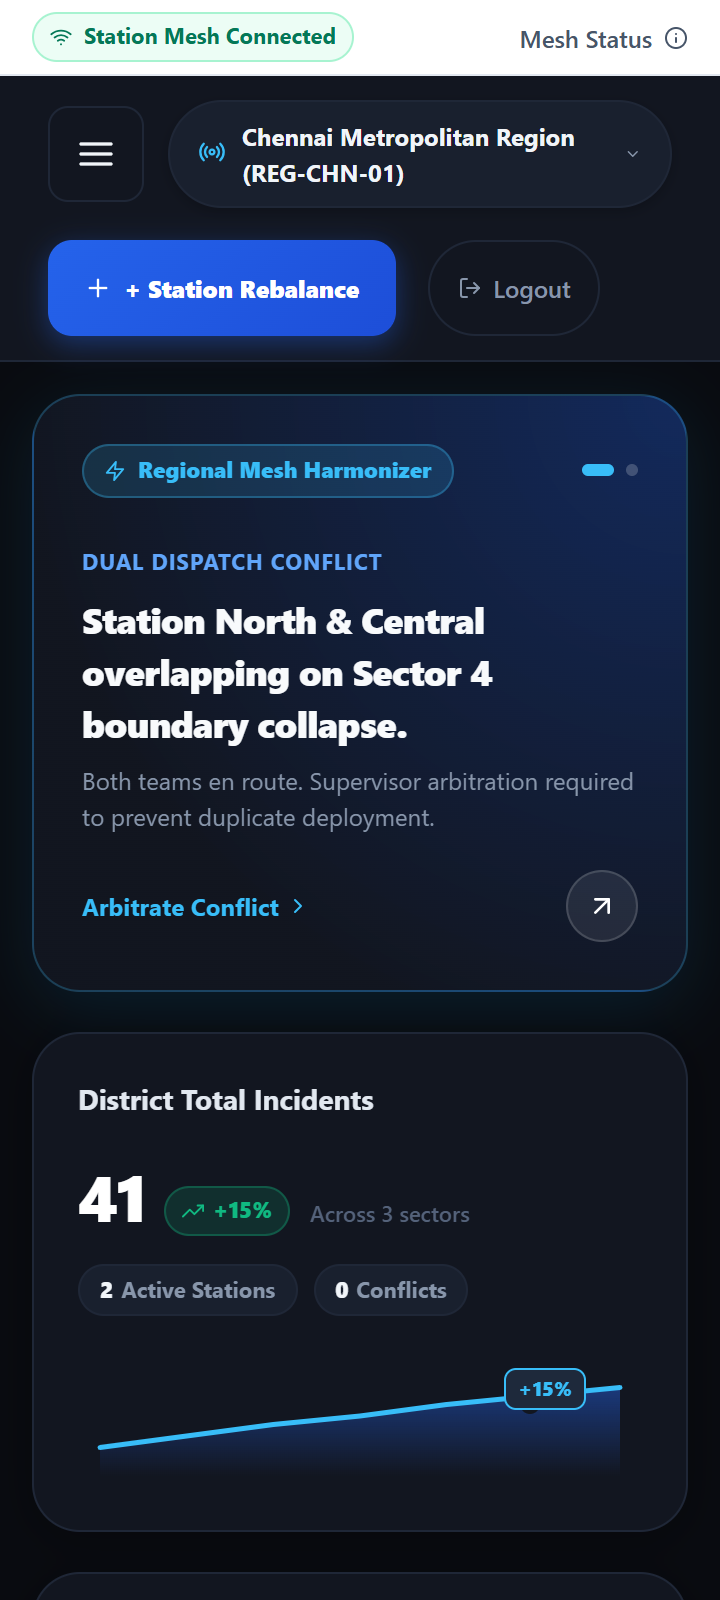 Station Mesh Connected
Mesh Status
Chennai Metropolitan Region
(REG-CHN-01)
+ Station Rebalance
Logout
Regional Mesh Harmonizer
DUAL DISPATCH CONFLICT
Station North & Central
overlapping on Sector 4
boundary collapse.
Both teams en route. Supervisor arbitration required
to prevent duplicate deployment.
Arbitrate Conflict
District Total Incidents
41 +15% Across 3 sectors
2 Active Stations 0 Conflicts
+15%